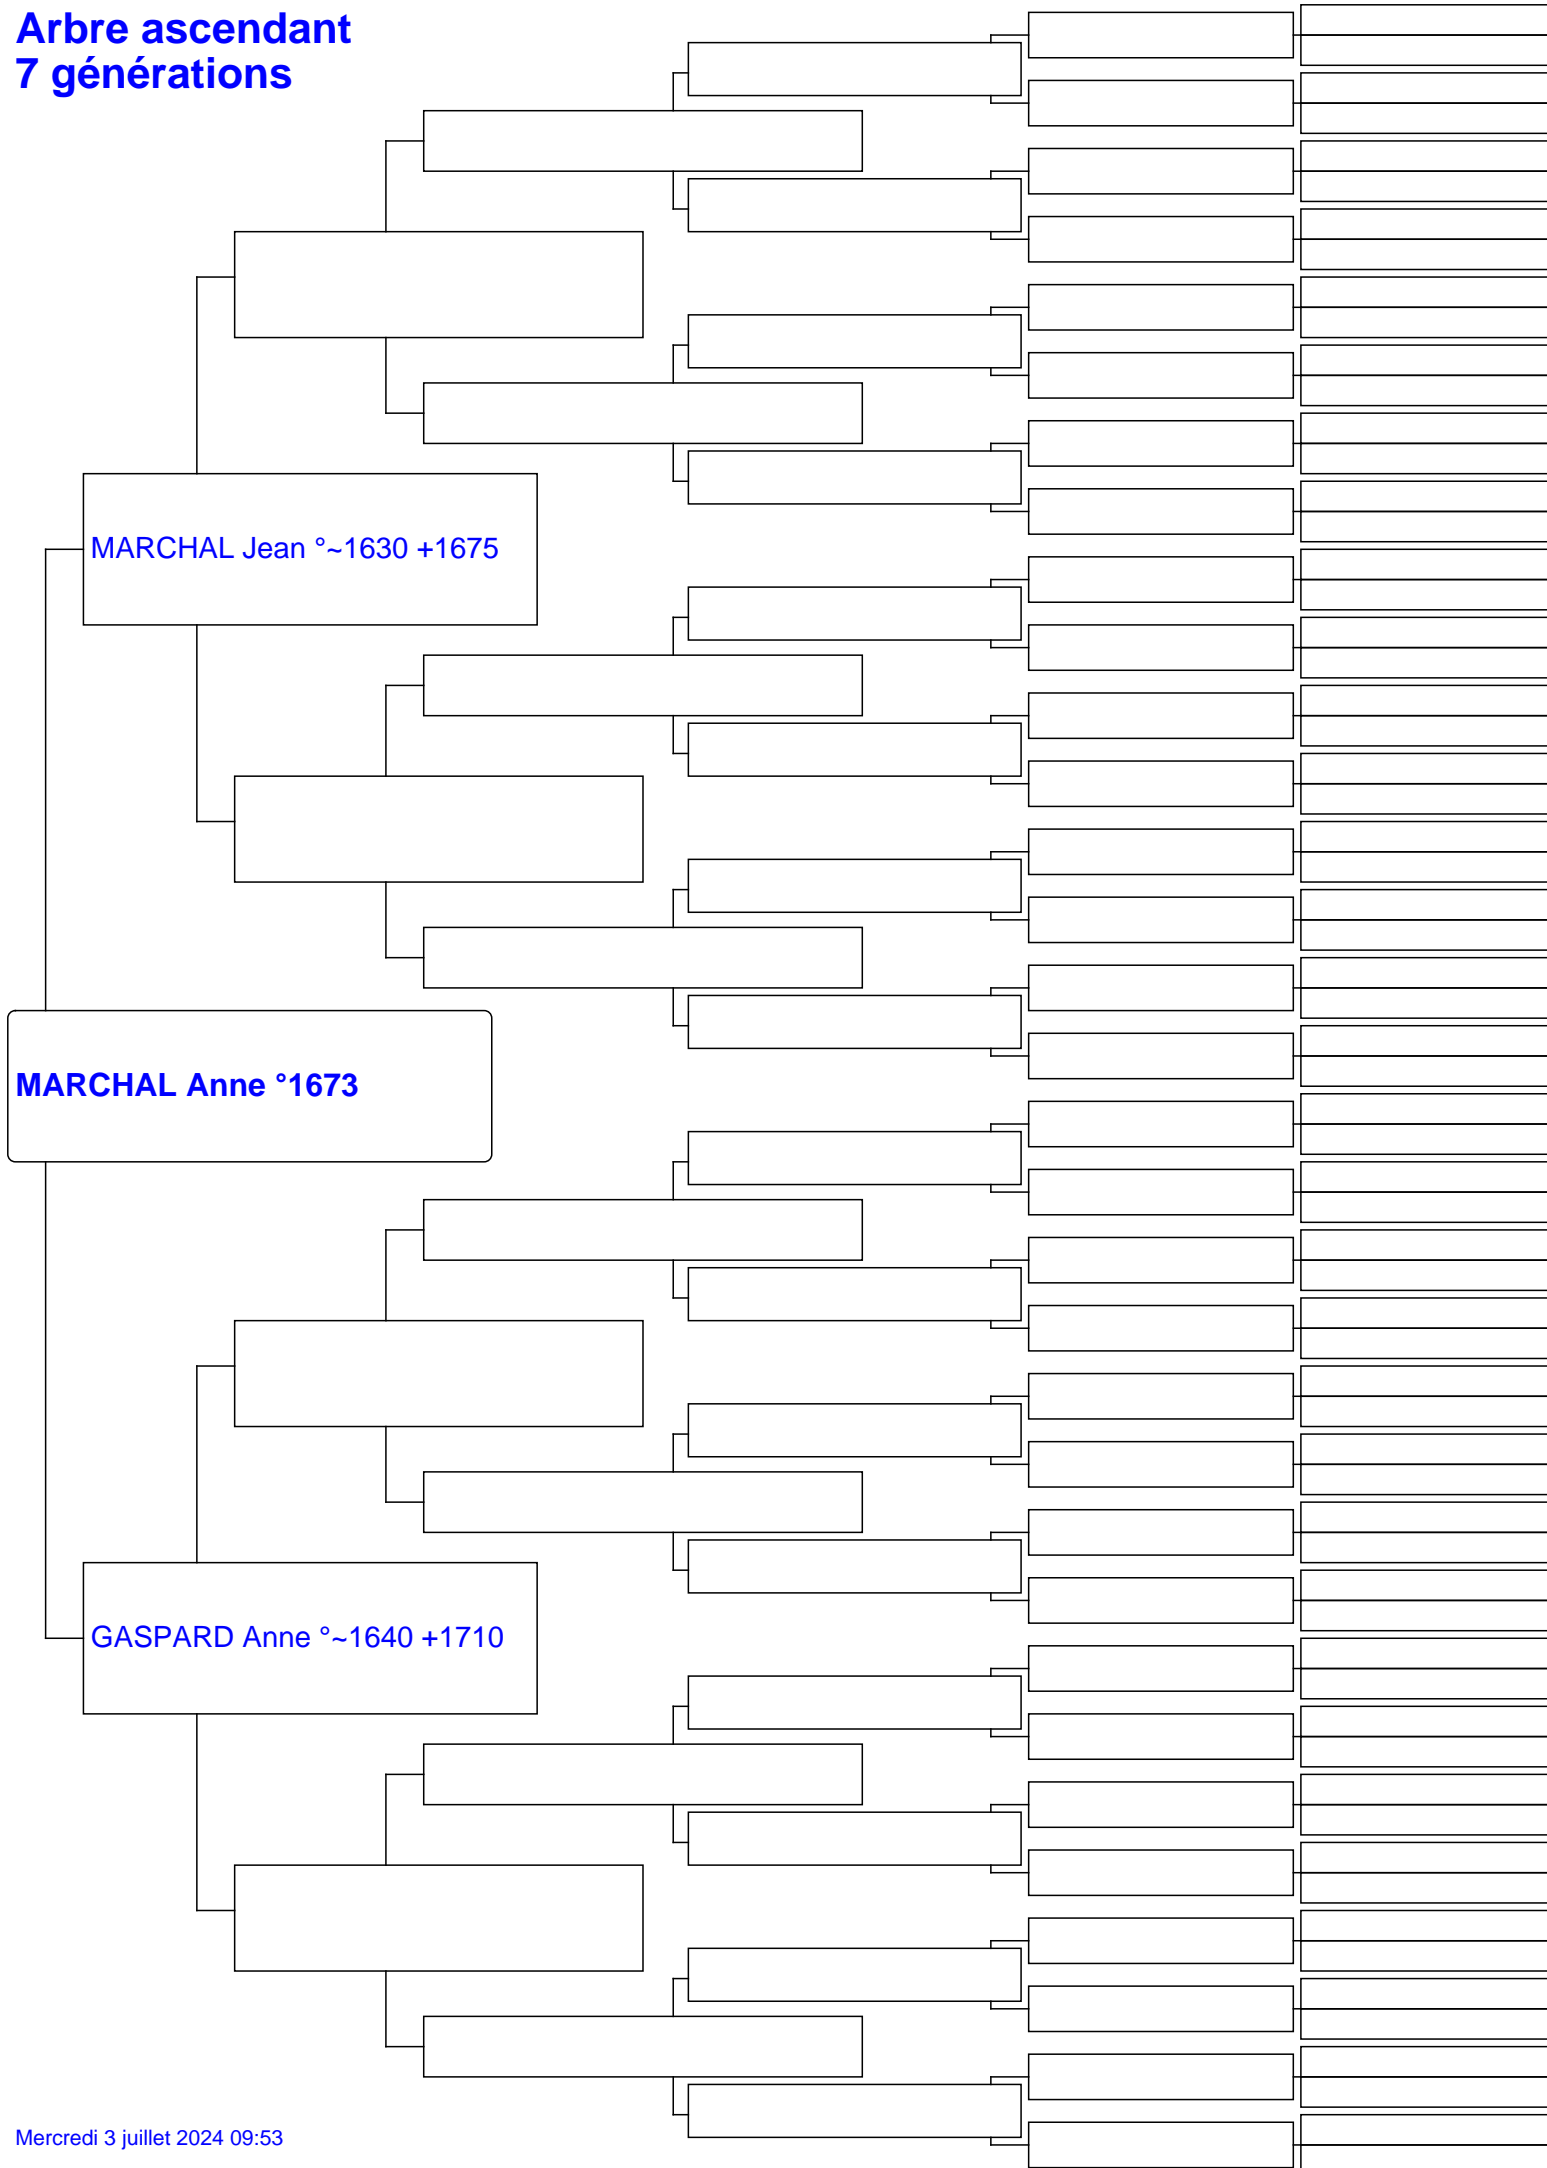 Arbre ascendant
7 générations
MARCHAL Jean °~1630 +1675
MARCHAL Anne °1673
GASPARD Anne °~1640 +1710
Mercredi 3 juillet 2024 09:53